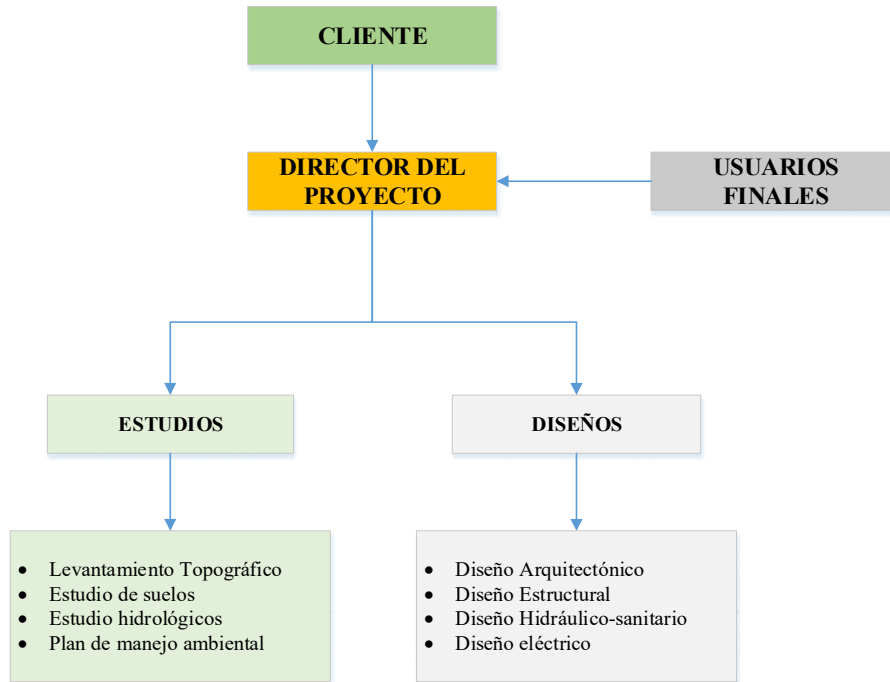 CLIENTE
DIRECTOR DEL
PROYECTO
USUARIOS
FINALES
ESTUDIOS
DISEÑOS
• Levantamiento Topográfico
• Estudio de suelos
• Estudio hidrológicos
• Plan de manejo ambiental
• Diseño Arquitectónico
• Diseño Estructural
• Diseño Hidráulico-sanitario
• Diseño eléctrico